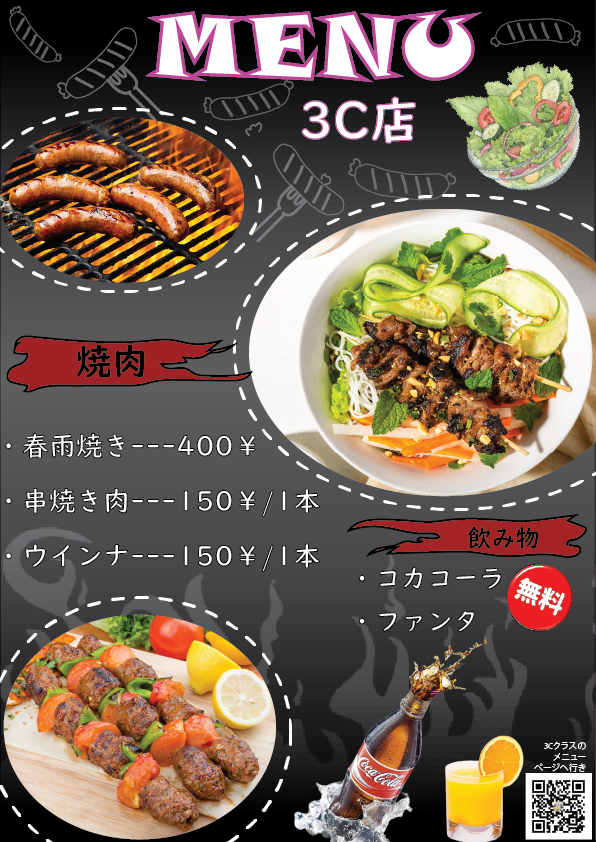 MENU
3C店
焼肉
・春雨焼き---400¥
・串焼き肉---150¥/1本
・ウインナ---150¥/1本
飲み物
・コカコーラ
無料
・ファンタ
Coca-Cola
3Cクラスの
メニュー
ページへ行き